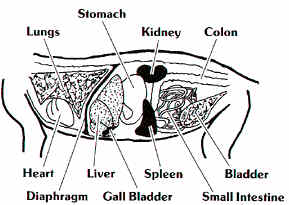 Stomach
Lungs Kidney Colon
Heart Liver Spleen Bladder
Diaphragm Gall Bladder Small Intestine